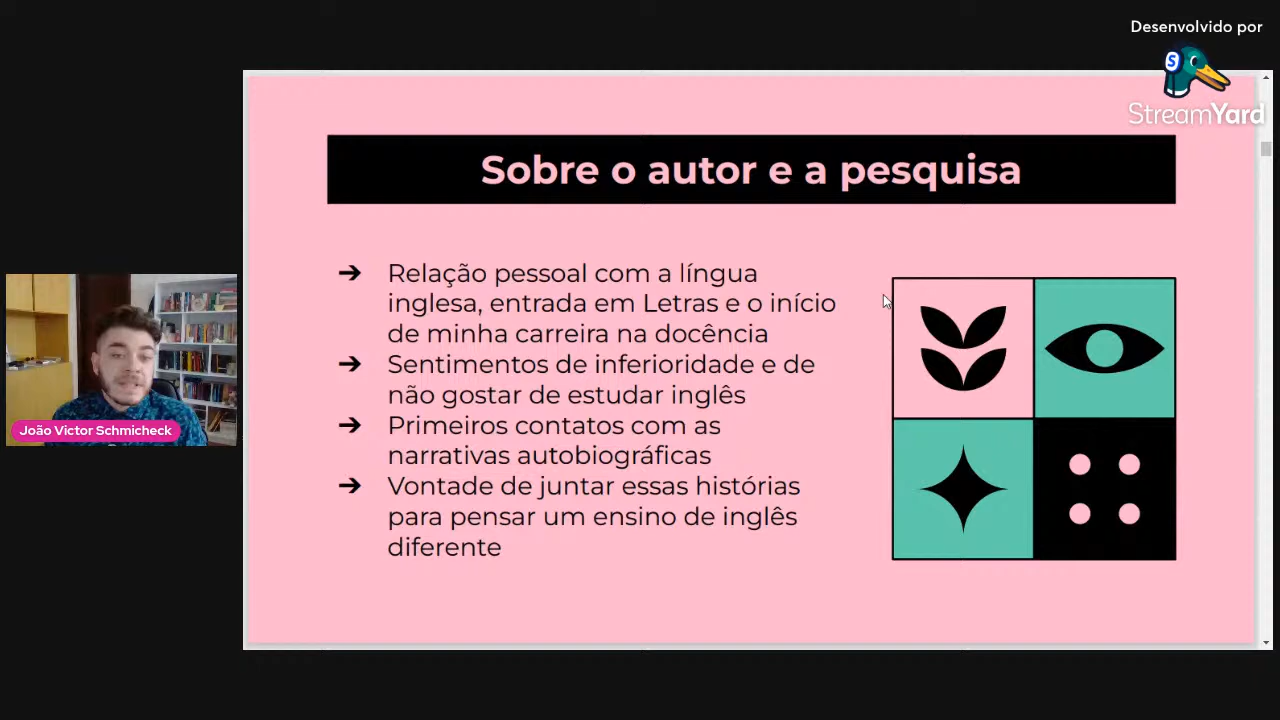 Desenvolvido por
StreamYard
Sobre o autor e a pesquisa
➔ Relação pessoal com a língua
inglesa, entrada em Letras e o início
de minha carreira na docência
➔ Sentimentos de inferioridade e de
não gostar de estudar inglês
➔ Primeiros contatos com as
narrativas autobiográficas
➔ Vontade de juntar essas histórias
para pensar um ensino de inglês
diferente
João Victor Schmicheck